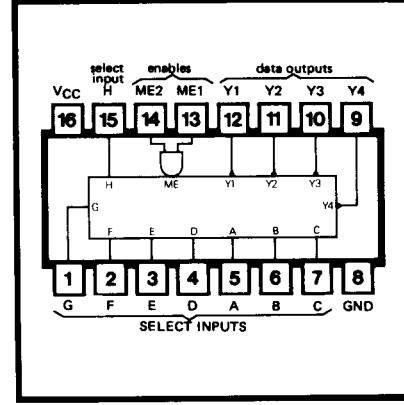 select
input enables data outputs
VCC H ME2 ME1 Y1 Y2 Y3 Y4
16 15 14 13 12 11 10 9
H ME Y1 Y2 Y3
G Y4
F E D A B C
1 2 3 4 5 6 7 8
G F E D A B C GND
SELECT INPUTS